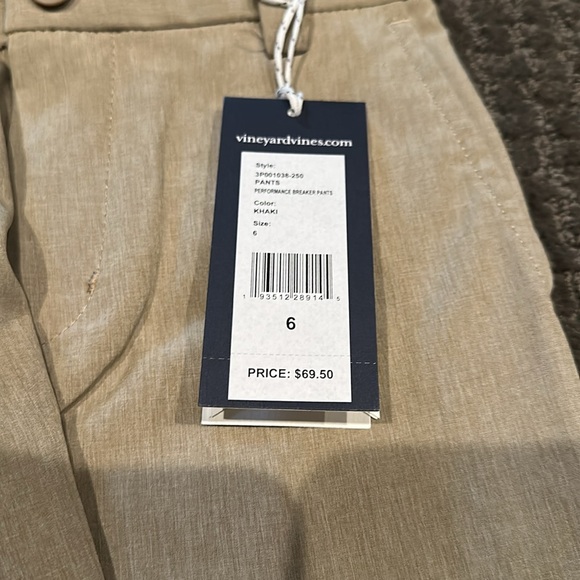 vineyardvines.com
Style:
3P001038-250
PANTS
PERFORMANCE BREAKER PANTS
Color:
KHAKI
Size:
6
1 93512 28914 5
6
PRICE: $69.50